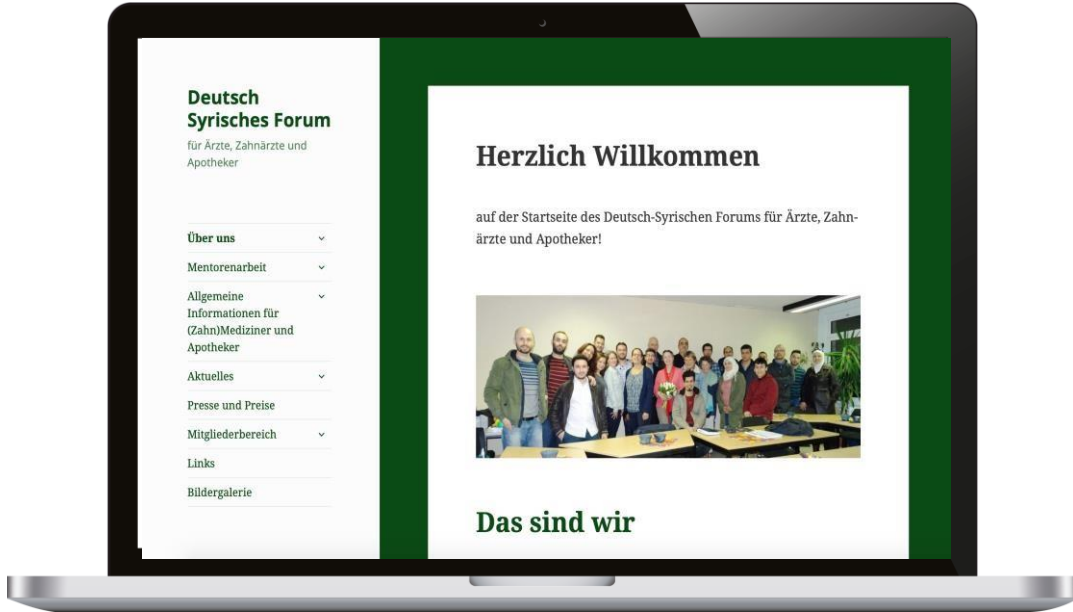 Deutsch
Syrisches Forum
für Ärzte, Zahnärzte und
Apotheker
Über uns
Mentorenarbeit
Allgemeine
Informationen für
(Zahn)Mediziner und
Apotheker
Aktuelles
Presse und Preise
Mitgliederbereich
Links
Bildergalerie
Herzlich Willkommen
auf der Startseite des Deutsch-Syrischen Forums für Ärzte, Zahn-
ärzte und Apotheker!
Das sind wir